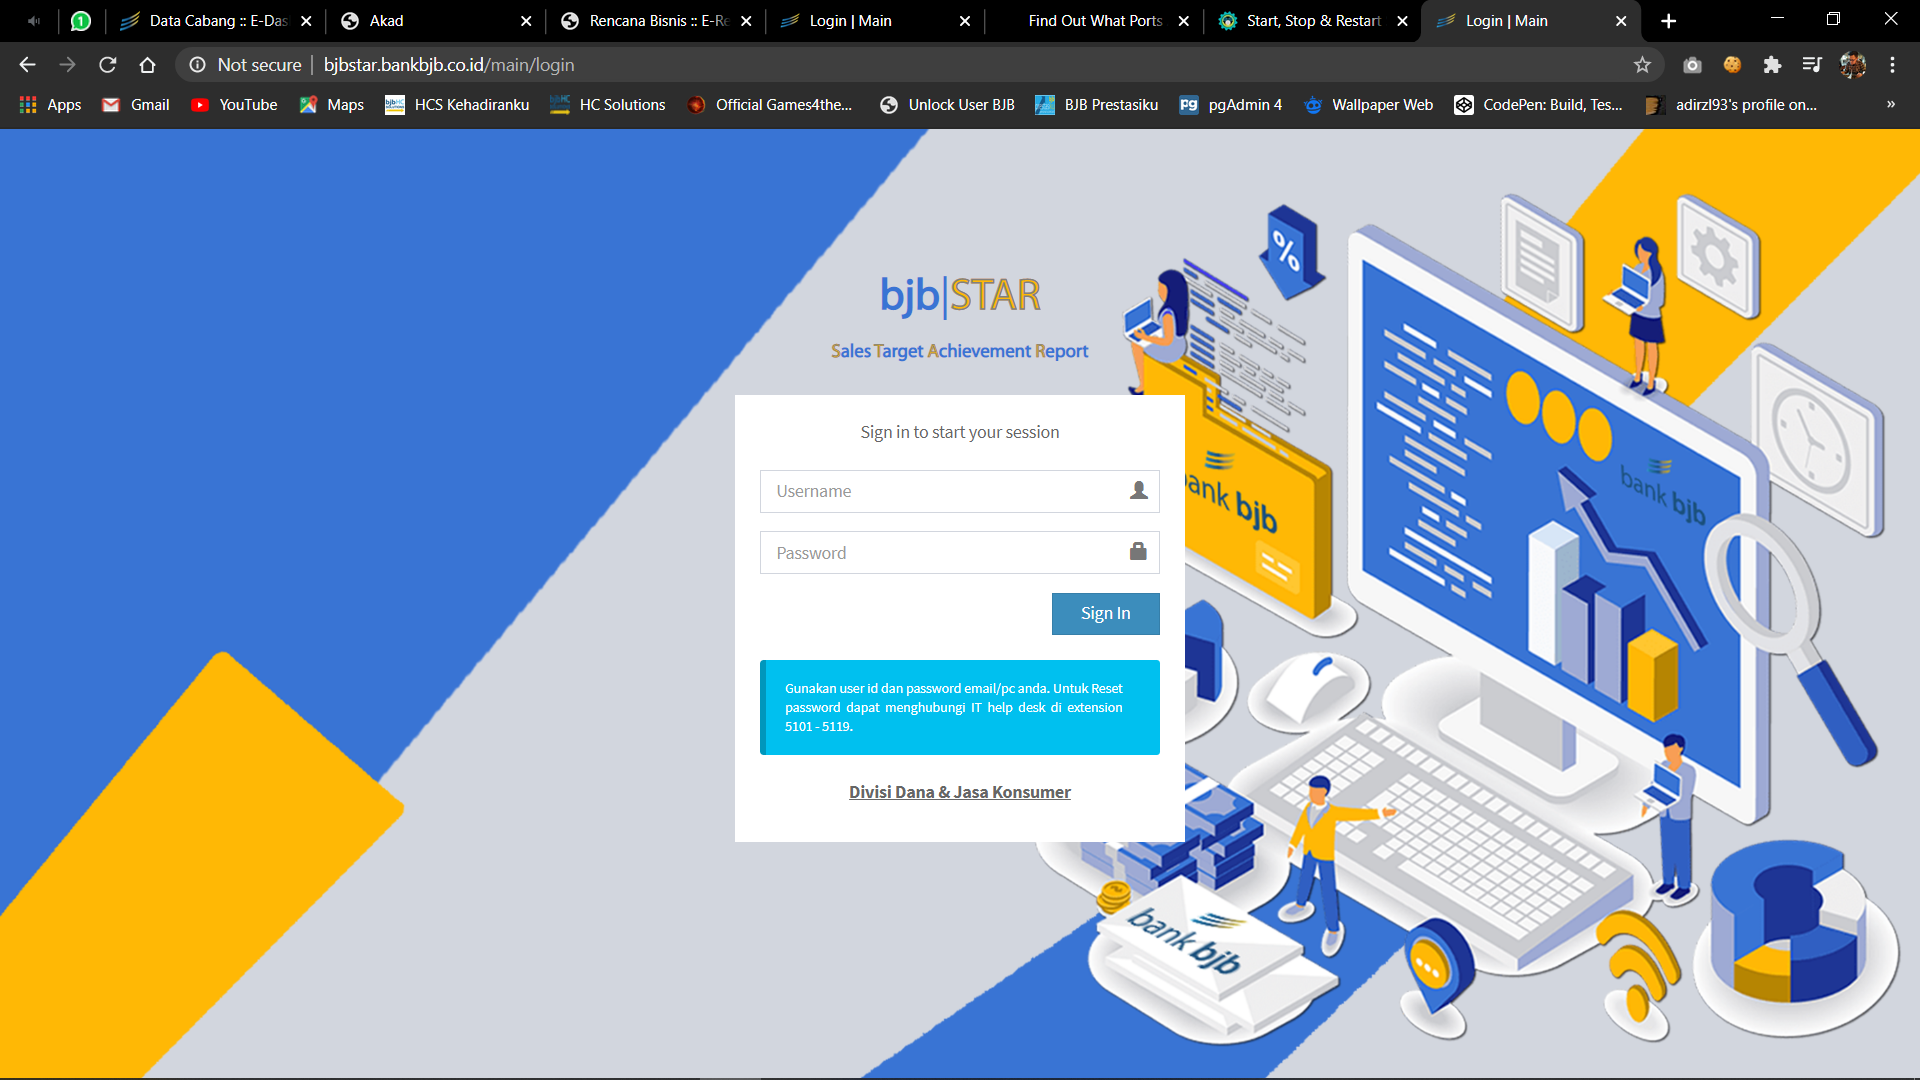 Data Cabang :: E-Das
Akad
Rencana Bisnis :: E-Re
Login | Main
Find Out What Ports
Start, Stop & Restart
Login | Main
Not secure
bjbstar.bankbjb.co.id/main/login
Apps
Gmail
YouTube
Maps
HCS Kehadiranku
HC Solutions
Official Games4the...
Unlock User BJB
BJB Prestasiku
pgAdmin 4
Wallpaper Web
CodePen: Build, Tes...
adirzl93's profile on...
»
bjb|STAR
Sales Target Achievement Report
Sign in to start your session
Username
Password
Sign In
Gunakan user id dan password email/pc anda. Untuk Reset
password dapat menghubungi IT help desk di extension
5101 - 5119.
Divisi Dana & Jasa Konsumer
%
bank bjb
bank bjb
bank bjb